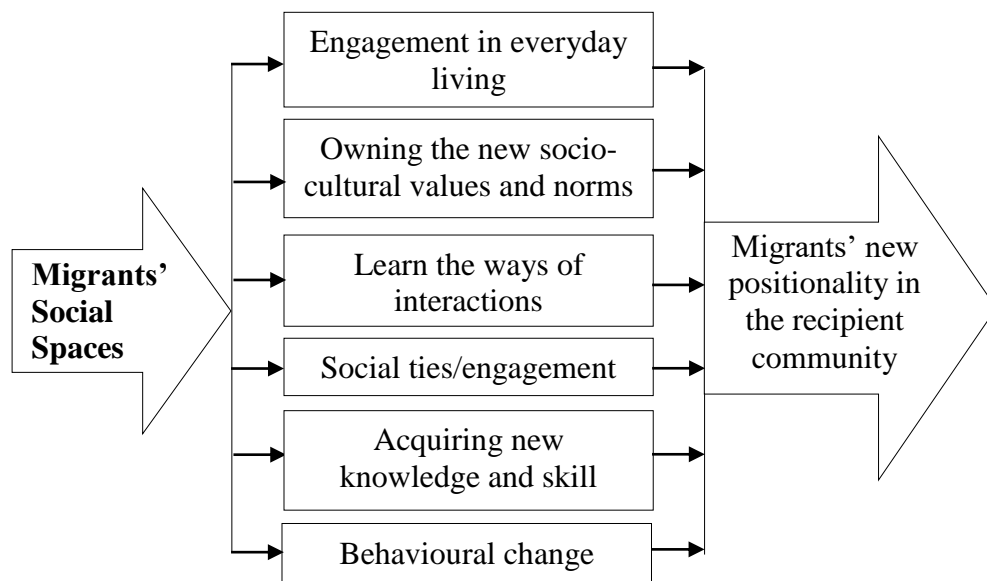 Migrants’
Social
Spaces
Engagement in everyday
living
Owning the new socio-
cultural values and norms
Learn the ways of
interactions
Social ties/engagement
Acquiring new
knowledge and skill
Behavioural change
Migrants’ new
positionality in
the recipient
community